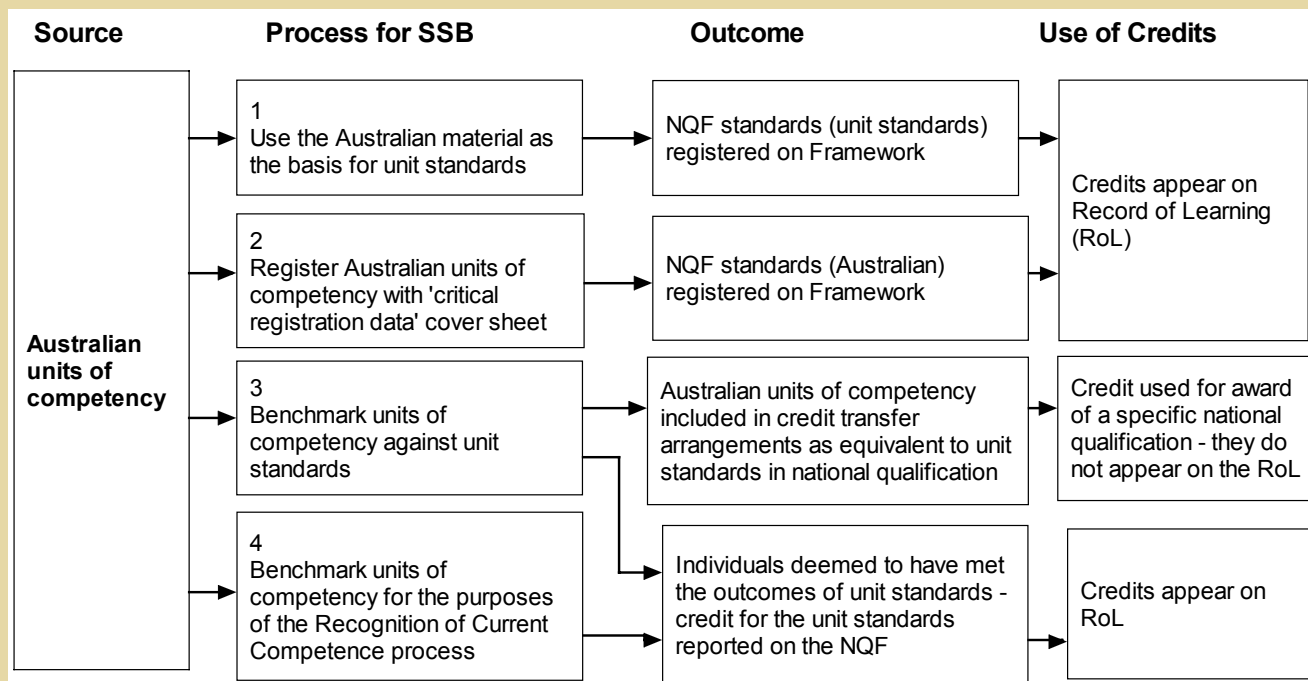 Source
Process for SSB
Outcome
Use of Credits
Australian
units of
competency
1
Use the Australian material as
the basis for unit standards
NQF standards (unit standards)
registered on Framework
Credits appear on
Record of Learning
(RoL)
2
Register Australian units of
competency with 'critical
registration data' cover sheet
NQF standards (Australian)
registered on Framework
3
Benchmark units of
competency against unit
standards
Australian units of competency
included in credit transfer
arrangements as equivalent to unit
standards in national qualification
Credit used for award
of a specific national
qualification - they do
not appear on the RoL
4
Benchmark units of
competency for the purposes
of the Recognition of Current
Competence process
Individuals deemed to have met
the outcomes of unit standards -
credit for the unit standards
reported on the NQF
Credits appear on
RoL